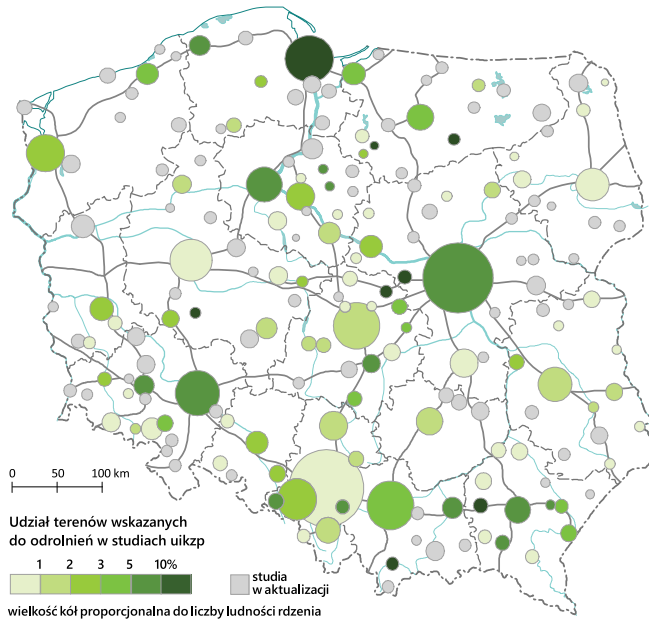 0 50 100 km
Udział terenów wskazanych
do odrolnień w studiach uikzp
1 2 3 5 10%
studia
w aktualizacji
wielkość kół proporcjonalna do liczby ludności rdzenia